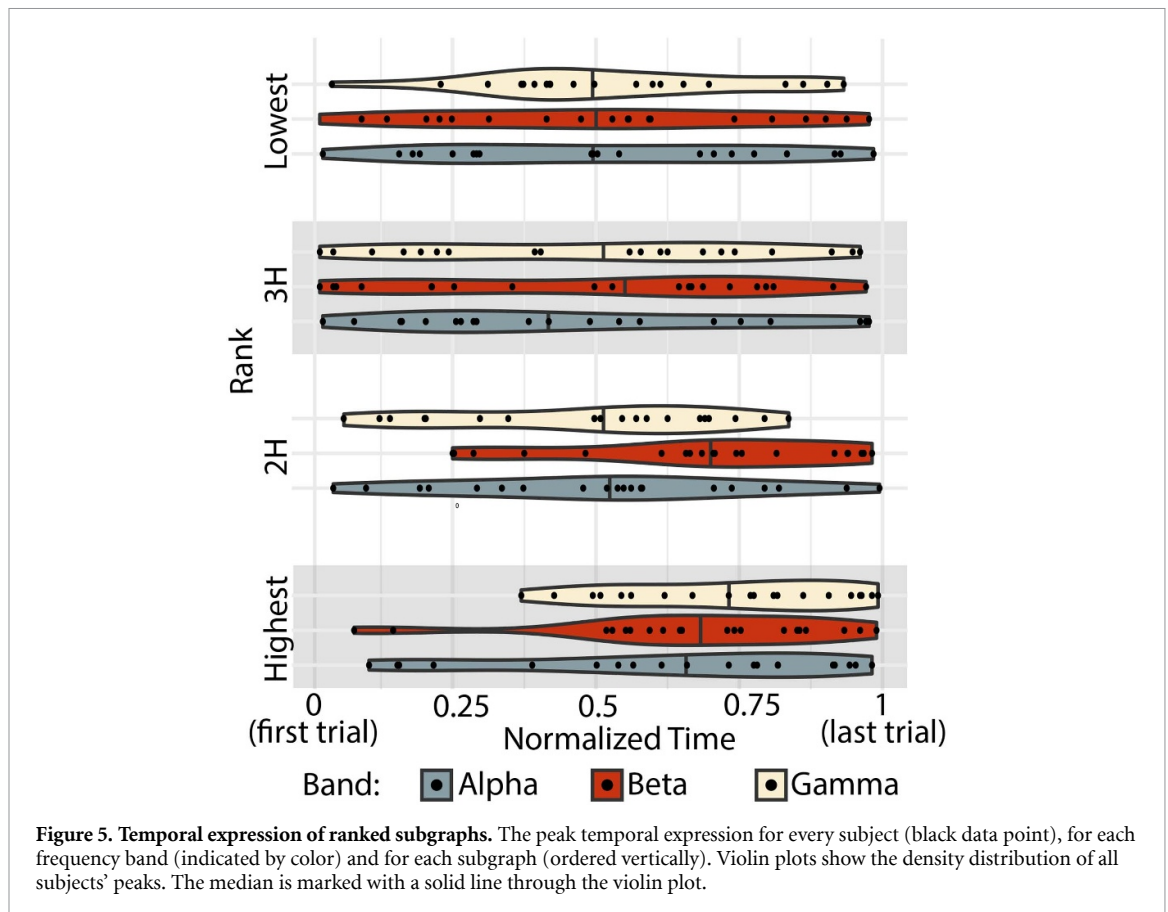 Lowest
3H
Rank
2H
0
Highest
0 0.25 0.5 0.75 1
(first trial) Normalized Time (last trial)
Band: Alpha Beta Gamma
Figure 5. Temporal expression of ranked subgraphs. The peak temporal expression for every subject (black data point), for each
frequency band (indicated by color) and for each subgraph (ordered vertically). Violin plots show the density distribution of all
subjects’ peaks. The median is marked with a solid line through the violin plot.